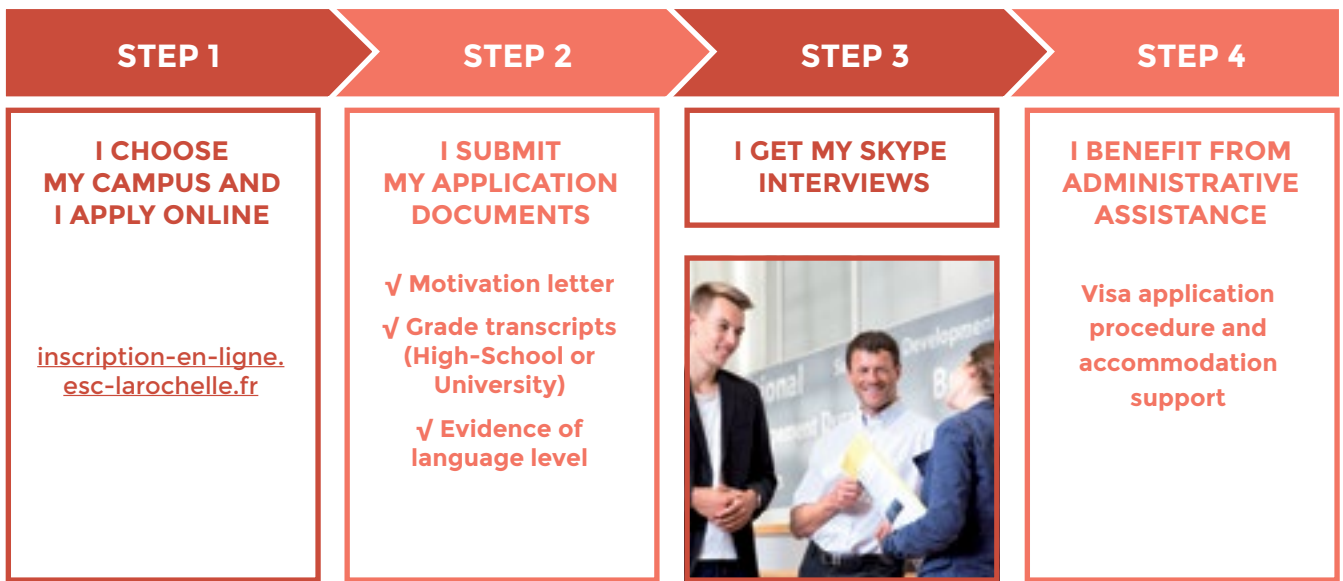 STEP 1
STEP 2
STEP 3
STEP 4
I CHOOSE
MY CAMPUS AND
I APPLY ONLINE
inscription-en-ligne.
esc-larochelle.fr
I SUBMIT
MY APPLICATION
DOCUMENTS
√ Motivation letter
√ Grade transcripts
(High-School or
University)
√ Evidence of
language level
I GET MY SKYPE
INTERVIEWS
Development
I BENEFIT FROM
ADMINISTRATIVE
ASSISTANCE
Visa application
procedure and
accommodation
support